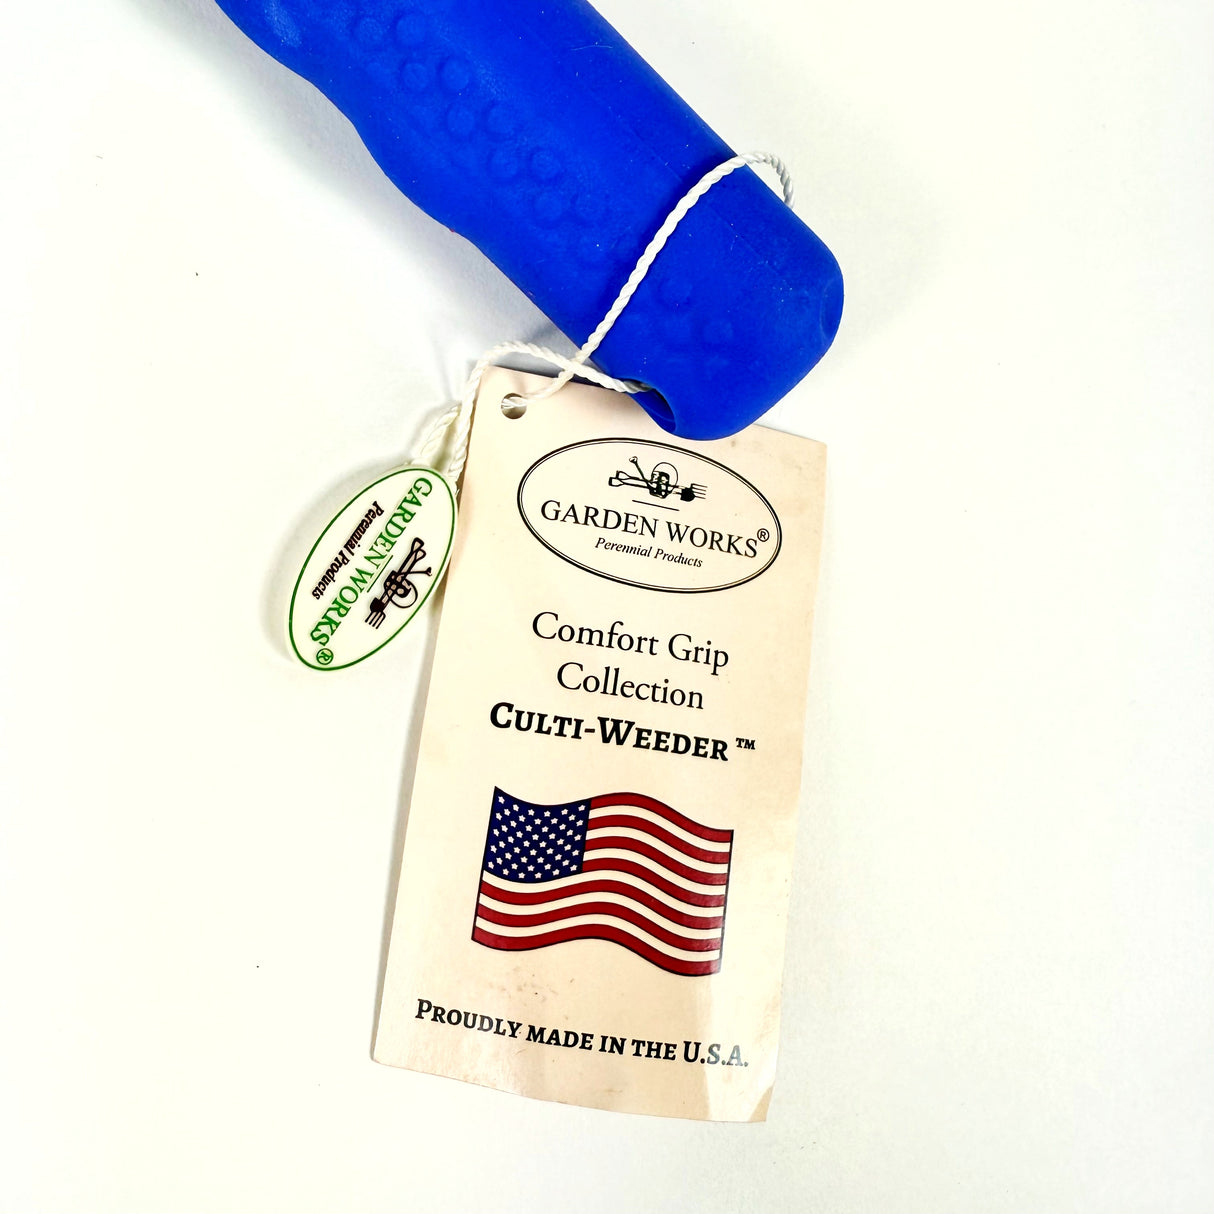 GARDEN WORKS®
Perennial Products
Comfort Grip
Collection
CULTI-WEEDER™
PROUDLY MADE IN THE U.S.A.
GARDEN WORKS®
Perennial Products